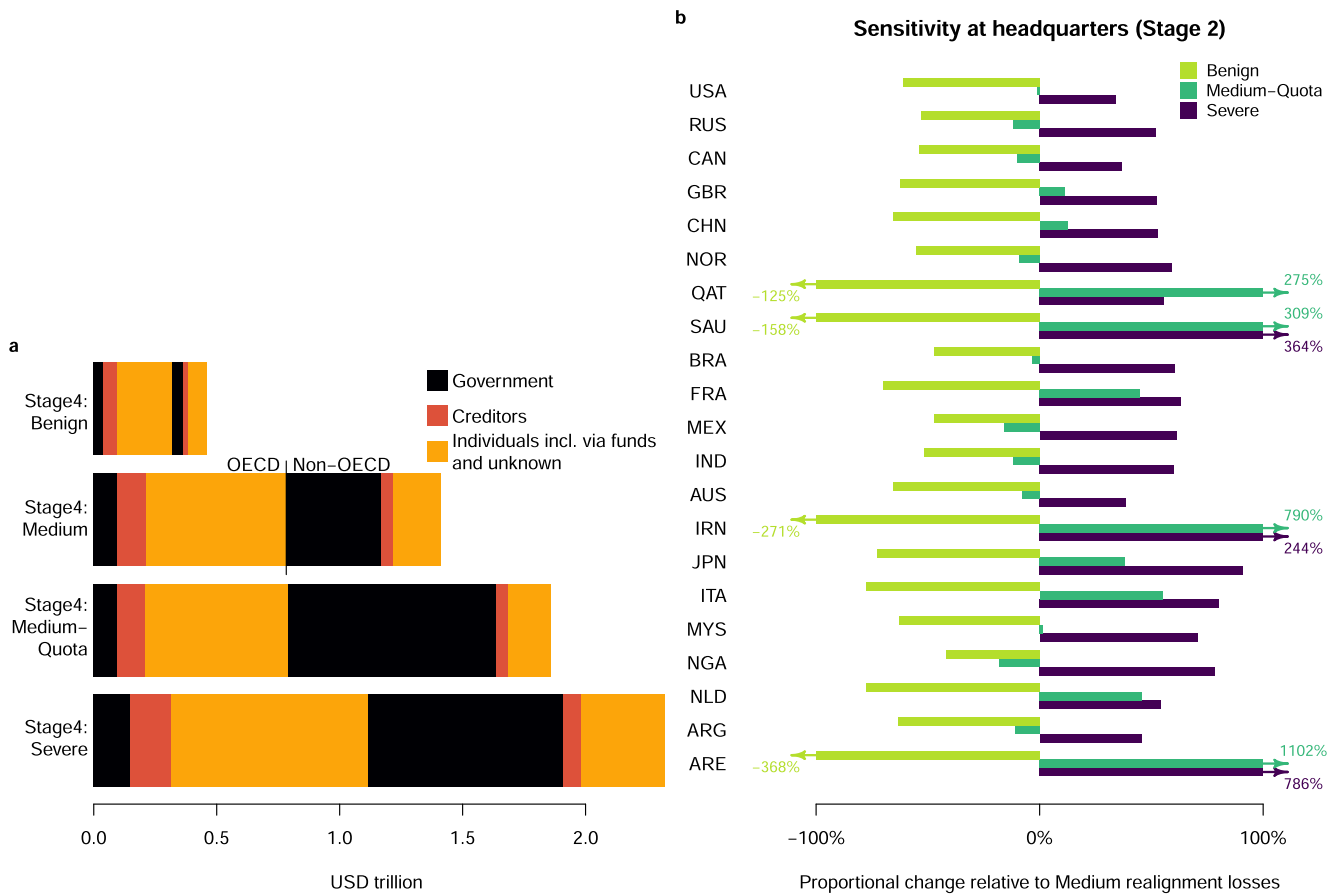 a
Stage4:
Benign
Stage4:
Medium
Stage4:
Medium−
Quota
Stage4:
Severe
OECD
Non−OECD
Government
Creditors
Individuals incl. via funds
and unknown
0.0
0.5
1.0
1.5
2.0
USD trillion
b
Sensitivity at headquarters (Stage 2)
Benign
Medium−Quota
Severe
USA
RUS
CAN
GBR
CHN
NOR
QAT
−125%
275%
SAU
−158%
309%
364%
BRA
FRA
MEX
IND
AUS
IRN
−271%
790%
244%
JPN
ITA
MYS
NGA
NLD
ARG
ARE
−368%
1102%
786%
−100%
0%
100%
Proportional change relative to Medium realignment losses